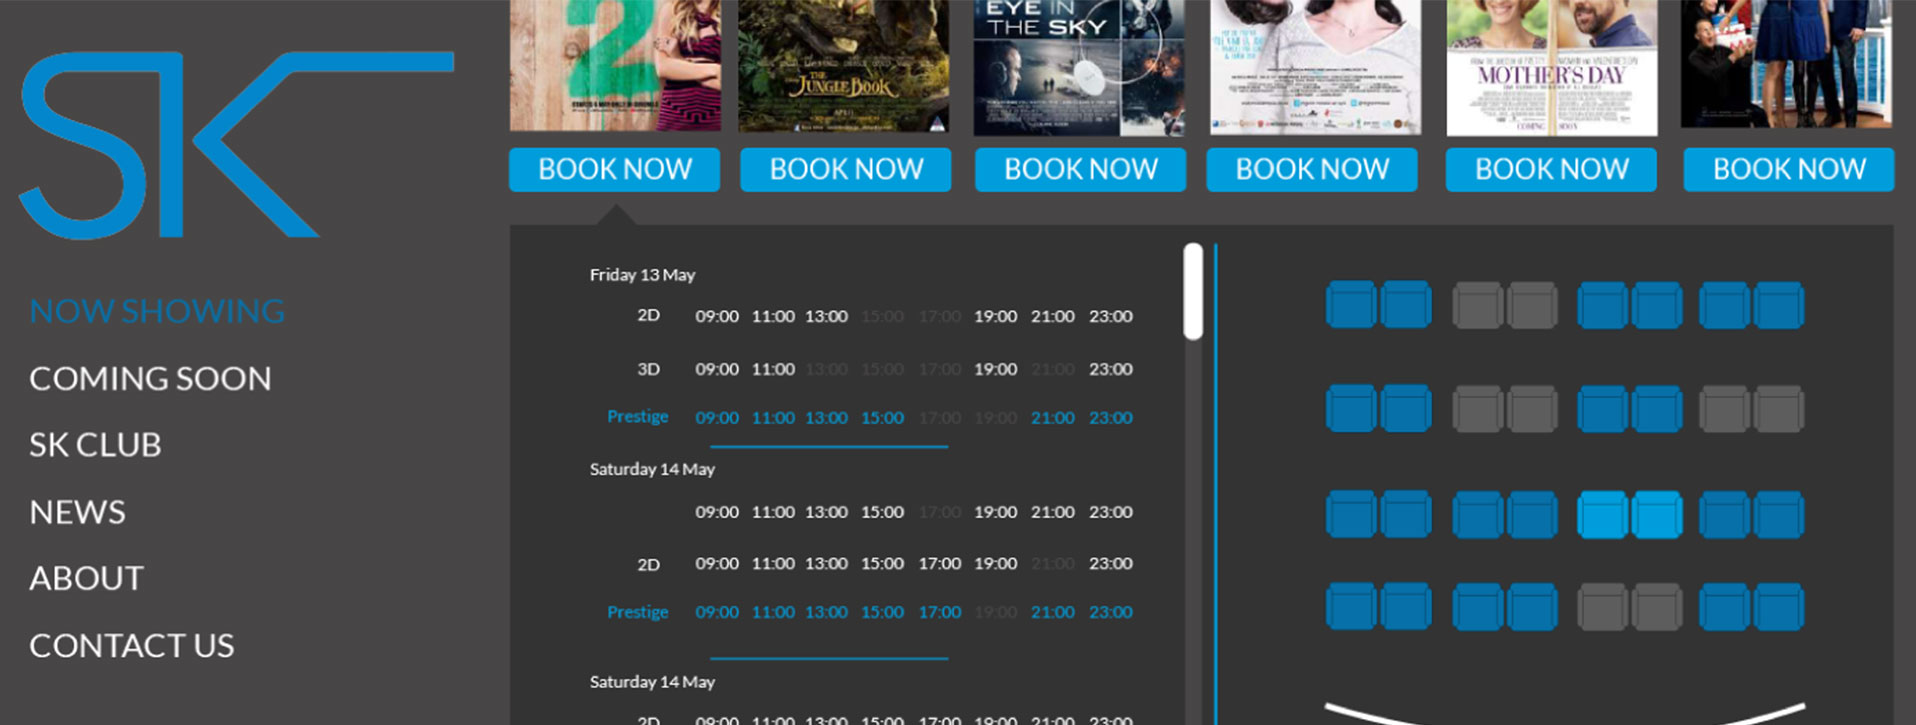 SK
NOW SHOWING
COMING SOON
SK CLUB
NEWS
ABOUT
CONTACT US
2
THE
JUNGLE BOOK
EYE IN
THE SKY
MOTHER'S DAY
COMING SOON
BOOK NOW
BOOK NOW
BOOK NOW
BOOK NOW
BOOK NOW
BOOK NOW
Friday 13 May
2D 09:00 11:00 13:00 15:00 17:00 19:00 21:00 23:00
3D 09:00 11:00 13:00 15:00 17:00 19:00 21:00 23:00
Prestige 09:00 11:00 13:00 15:00 17:00 19:00 21:00 23:00
Saturday 14 May
09:00 11:00 13:00 15:00 17:00 19:00 21:00 23:00
2D 09:00 11:00 13:00 15:00 17:00 19:00 21:00 23:00
Prestige 09:00 11:00 13:00 15:00 17:00 19:00 21:00 23:00
Saturday 14 May
2D 09:00 11:00 13:00 15:00 17:00 19:00 21:00 23:00